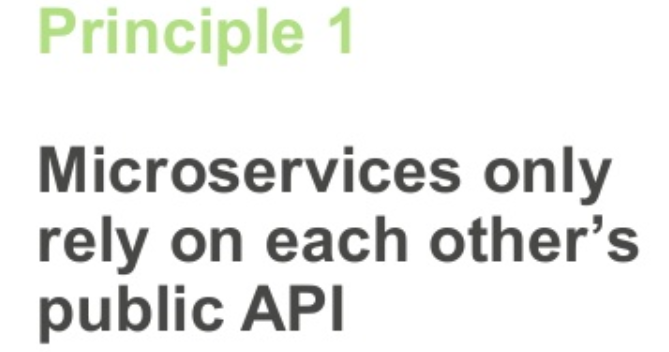 Principle 1
Microservices only
rely on each other’s
public API